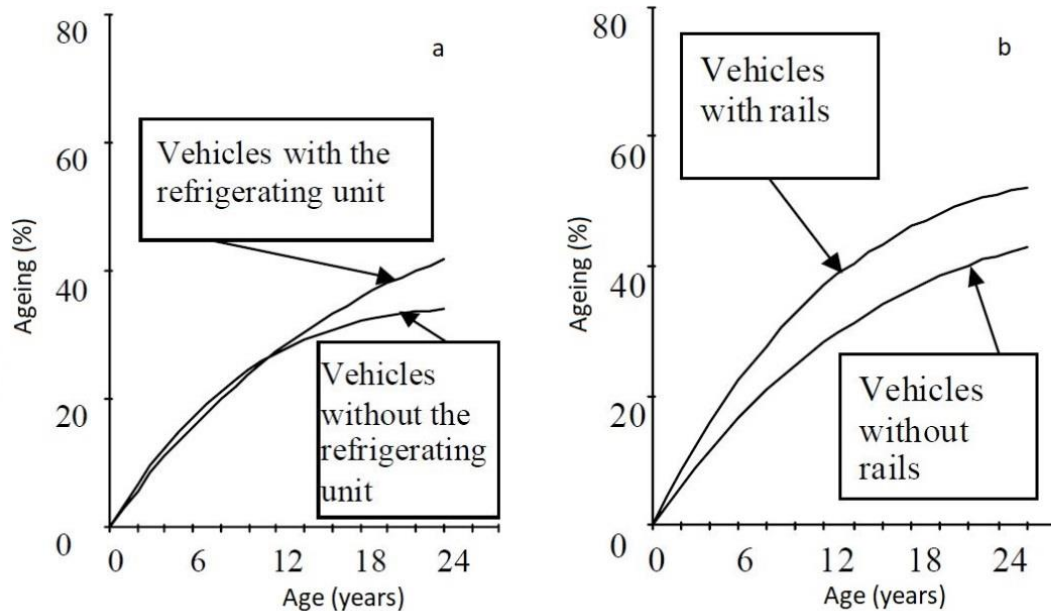 80
60
40
20
0
Ageing (%)
a
Vehicles with the
refrigerating unit
Vehicles
without the
refrigerating
unit
0 6 12 18 24
Age (years)
80
60
40
20
0
Ageing (%)
b
Vehicles
with rails
Vehicles
without
rails
0 6 12 18 24
Age (years)